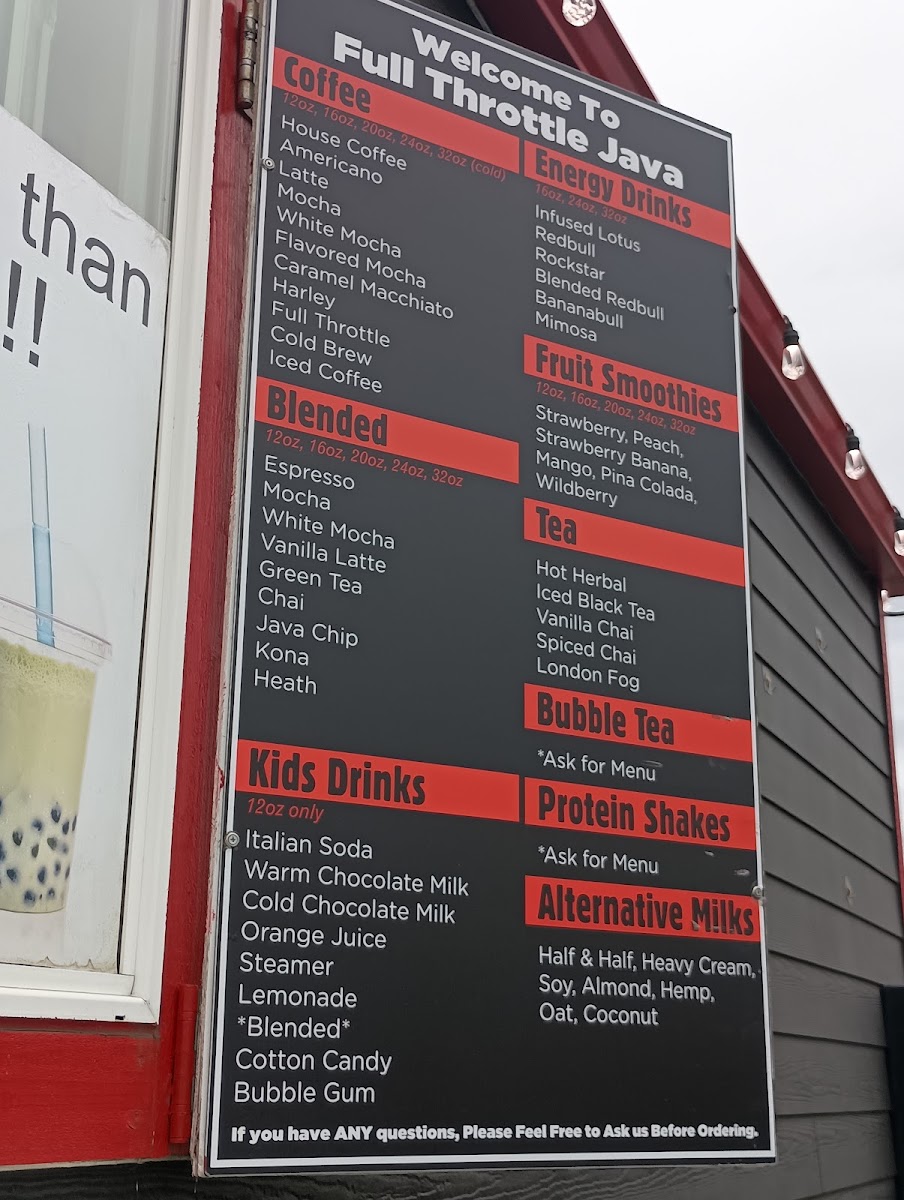 than
!!
Welcome To
Full Throttle Java
Coffee
12oz, 16oz, 20oz, 24oz, 32oz (cold)
House Coffee
Americano
Latte
Mocha
White Mocha
Flavored Mocha
Caramel Macchiato
Harley
Full Throttle
Cold Brew
Iced Coffee
Blended
12oz, 16oz, 20oz, 24oz, 32oz
Espresso
Mocha
White Mocha
Vanilla Latte
Green Tea
Chai
Java Chip
Kona
Heath
Kids Drinks
12oz only
Italian Soda
Warm Chocolate Milk
Cold Chocolate Milk
Orange Juice
Steamer
Lemonade
*Blended*
Cotton Candy
Bubble Gum
Energy Drinks
16oz, 24oz, 32oz
Infused Lotus
Redbull
Rockstar
Blended Redbull
Bananabull
Mimosa
Fruit Smoothies
12oz, 16oz, 20oz, 24oz, 32oz
Strawberry, Peach,
Strawberry Banana,
Mango, Pina Colada,
Wildberry
Tea
Hot Herbal
Iced Black Tea
Vanilla Chai
Spiced Chai
London Fog
Bubble Tea
*Ask for Menu
Protein Shakes
*Ask for Menu
Alternative Milks
Half & Half, Heavy Cream,
Soy, Almond, Hemp,
Oat, Coconut
If you have ANY questions, Please Feel Free to Ask us Before Ordering.